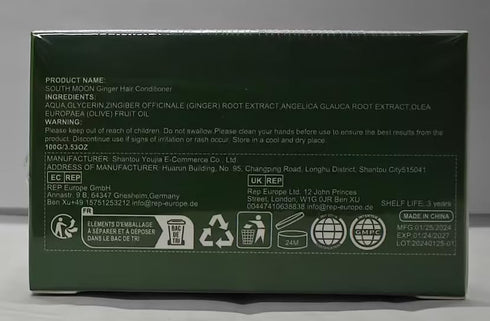 PRODUCT NAME:
SOUTH MOON Ginger Hair Conditioner
INGREDIENTS:
AQUA,GLYCERIN,ZINGIBER OFFICINALE (GINGER) ROOT EXTRACT,ANGELICA GLAUCA ROOT EXTRACT,OLEA
EUROPAEA (OLIVE) FRUIT OIL
WARNING:
Please keep out of reach of children. Do not swallow.Please clean your hands before use to ensure the best results from the
product. Discontinue use if signs of irritation or rash occur. Store in a cool place.
100G/3.53OZ
MANUFACTURER: Shantou Youjia E-Commerce Co., Ltd
ADDRESS OF MANUFACTURER: Huarun Building, No. 95, Changping Road, Longhu District, Shantou City515041
EC REP
REP Europe GmbH
Annastr. 9 B, 64347 Griesheim,Germany
Ben Xu+49 15751253212 info@rep-europe.de
UK REP
Rep Europe Ltd. 12 John Princes
Street, London, W1G 0JR Ben XU
00447410638838 info@rep-europe.com
SHELF LIFE: 3 years
FR
ÉLÉMENTS D'EMBALLAGE
À SÉPARER ET À DÉPOSER
DANS LE BAC DE TRI
BAC
DE
TRI
24M
GMPC
MADE IN CHINA
MFG:01/25/2024
EXP:01/24/2027
LOT:20240125-01